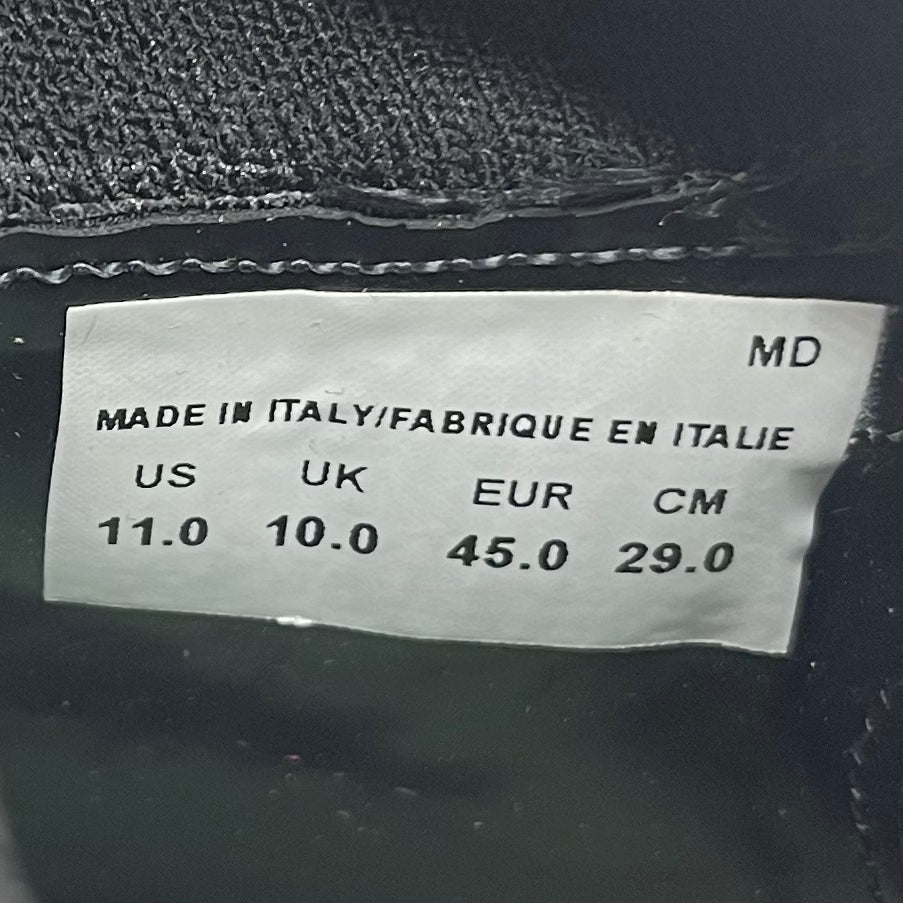 MD
MADE IN ITALY/FABRIQUE EN ITALIE
US UK EUR CM
11.0 10.0 45.0 29.0